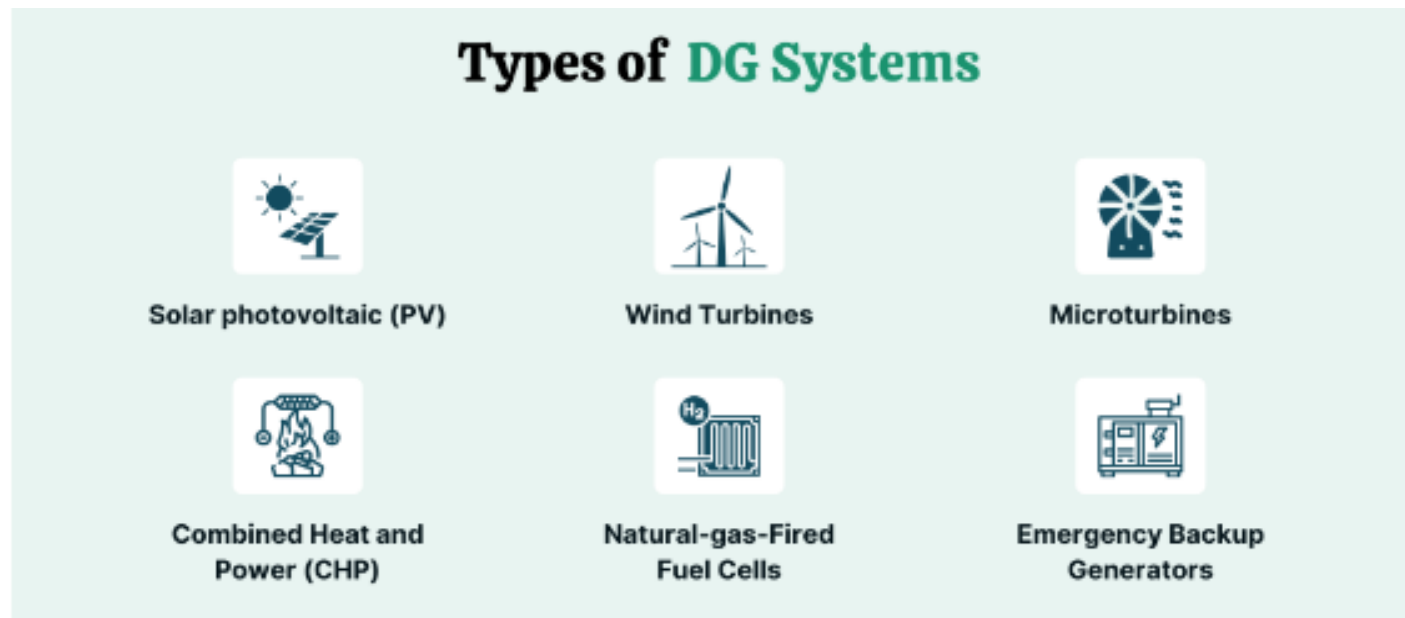 Types of DG Systems
Solar photovoltaic (PV)
Wind Turbines
Microturbines
H₂
Combined Heat and
Power (CHP)
Natural-gas-Fired
Fuel Cells
Emergency Backup
Generators